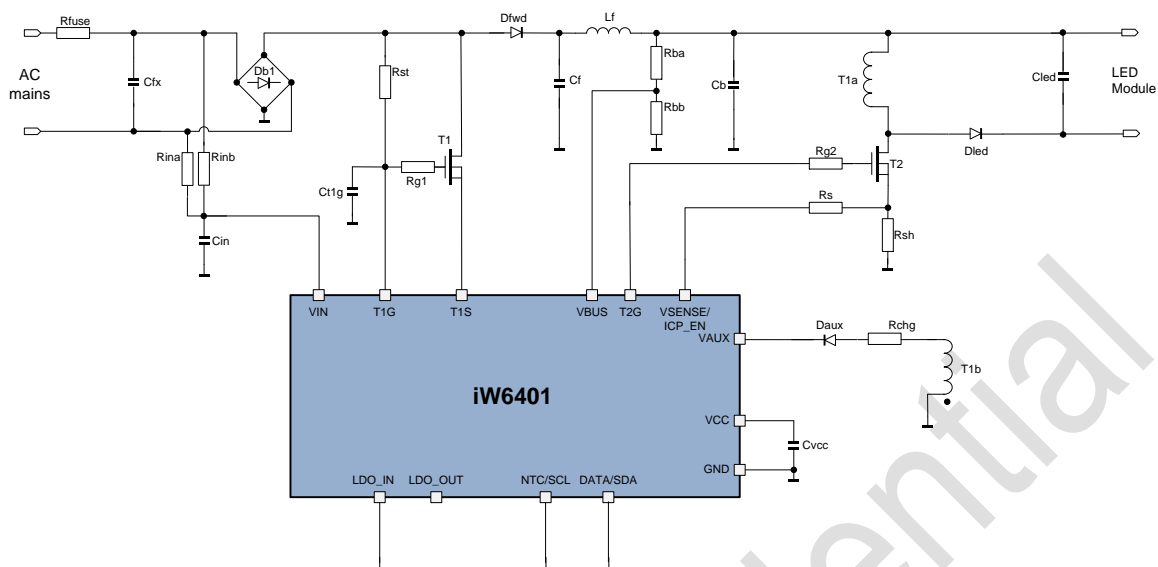 Rfuse
Dfwd
Lf
AC
mains
Cfx
Db1
Rst
Cf
Rba
Rbb
Cb
T1a
Cled
LED
Module
Rina
Rinb
T1
Rg1
Ct1g
Rg2
T2
Dled
Rs
Rsh
Cin
VIN
T1G
T1S
VBUS
T2G
VSENSE/
ICP_EN
VAUX
Daux
Rchg
T1b
iW6401
VCC
Cvcc
GND
LDO_IN
LDO_OUT
NTC/SCL
DATA/SDA
ential